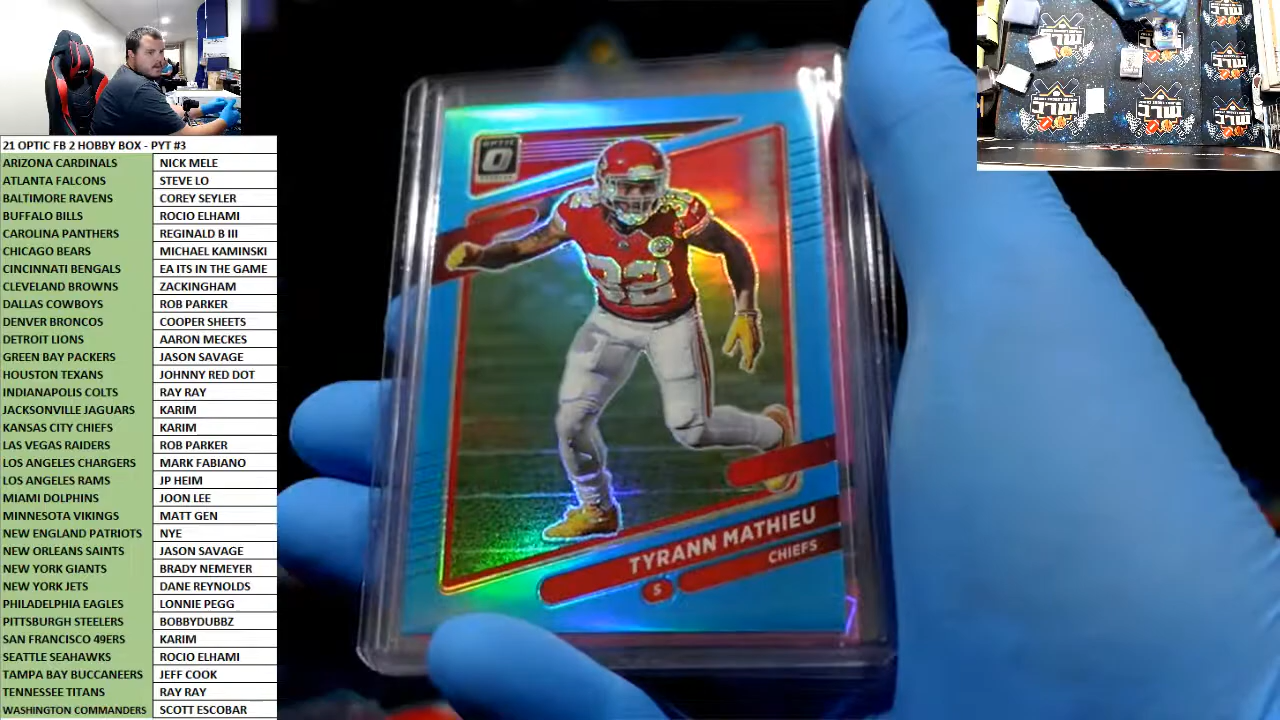 21 OPTIC FB 2 HOBBY BOX - PYT #3
ARIZONA CARDINALS NICK MELE
ATLANTA FALCONS STEVE LO
BALTIMORE RAVENS COREY SEYLER
BUFFALO BILLS ROCIO ELHAMI
CAROLINA PANTHERS REGINALD B III
CHICAGO BEARS MICHAEL KAMINSKI
CINCINNATI BENGALS EA ITS IN THE GAME
CLEVELAND BROWNS ZACKINGHAM
DALLAS COWBOYS ROB PARKER
DENVER BRONCOS COOPER SHEETS
DETROIT LIONS AARON MECKES
GREEN BAY PACKERS JASON SAVAGE
HOUSTON TEXANS JOHNNY RED DOT
INDIANAPOLIS COLTS RAY RAY
JACKSONVILLE JAGUARS KARIM
KANSAS CITY CHIEFS KARIM
LAS VEGAS RAIDERS ROB PARKER
LOS ANGELES CHARGERS MARK FABIANO
LOS ANGELES RAMS JP HEIM
MIAMI DOLPHINS JOON LEE
MINNESOTA VIKINGS MATT GEN
NEW ENGLAND PATRIOTS NYE
NEW ORLEANS SAINTS JASON SAVAGE
NEW YORK GIANTS BRADY NEMEYER
NEW YORK JETS DANE REYNOLDS
PHILADELPHIA EAGLES LONNIE PEGG
PITTSBURGH STEELERS BOBBYDUBBZ
SAN FRANCISCO 49ERS KARIM
SEATTLE SEAHAWKS ROCIO ELHAMI
TAMPA BAY BUCCANEERS JEFF COOK
TENNESSEE TITANS RAY RAY
WASHINGTON COMMANDERS SCOTT ESCOBAR
OPTIC
32
TYRANN MATHIEU
CHIEFS
S